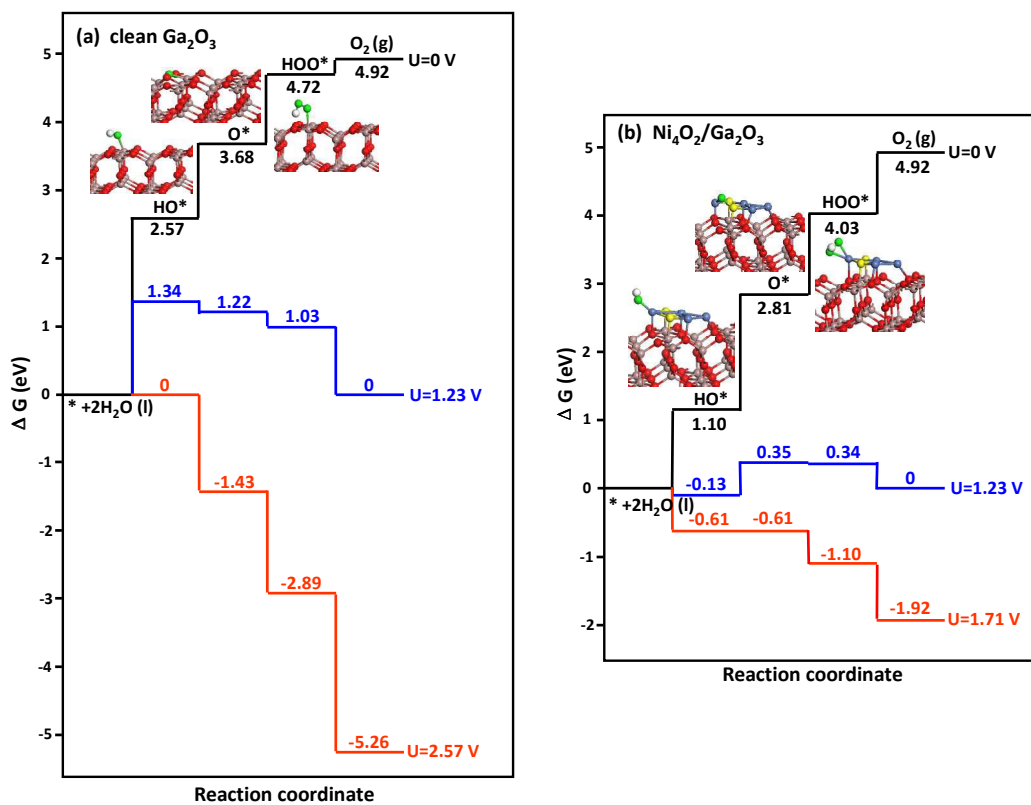 (a) clean Ga₂O₃
O₂ (g)
4.92
U=0 V
HOO*
4.72
O*
3.68
HO*
2.57
1.34
1.22
1.03
0
U=1.23 V
0
* +2H₂O (l)
-1.43
-2.89
-5.26
U=2.57 V
5
4
3
2
1
0
-1
-2
-3
-4
-5
Δ G (eV)
Reaction coordinate
(b) Ni₄O₂/Ga₂O₃
O₂ (g)
4.92
U=0 V
HOO*
4.03
O*
2.81
HO*
1.10
-0.13
0.35
0.34
0
U=1.23 V
* +2H₂O (l)
-0.61
-0.61
-1.10
-1.92
U=1.71 V
5
4
3
2
1
0
-1
-2
Δ G (eV)
Reaction coordinate